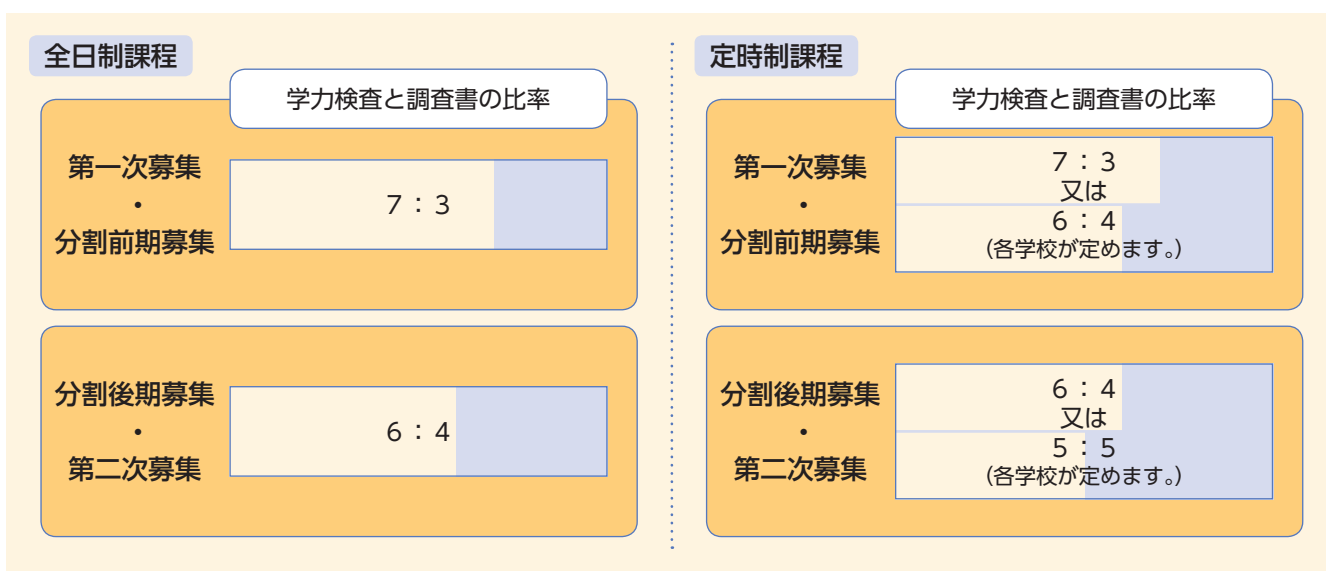 全日制課程
学力検査と調査書の比率
第一次募集
・
分割前期募集
7：3
分割後期募集
・
第二次募集
6：4
定時制課程
学力検査と調査書の比率
第一次募集
・
分割前期募集
7：3
又は
6：4
(各学校が定めます。)
分割後期募集
・
第二次募集
6：4
又は
5：5
(各学校が定めます。)